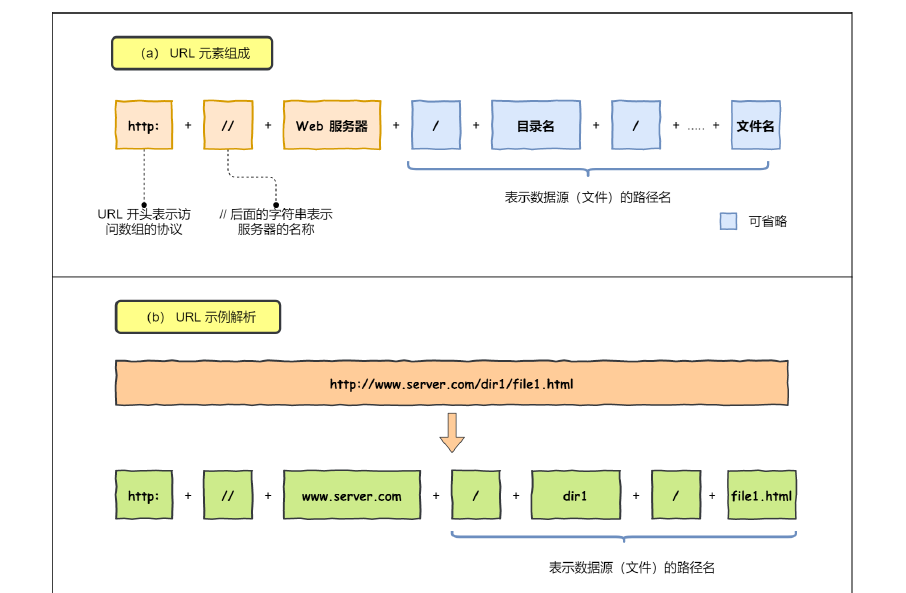 （a） URL 元素组成
http: + // + Web 服务器 + / + 目录名 + / + ..... + 文件名
表示数据源（文件）的路径名
URL 开头表示访
问数组的协议
// 后面的字符串表示
服务器的名称
可省略
（b） URL 示例解析
http://www.server.com/dir1/file1.html
http: + // + www.server.com + / + dir1 + / + file1.html
表示数据源（文件）的路径名